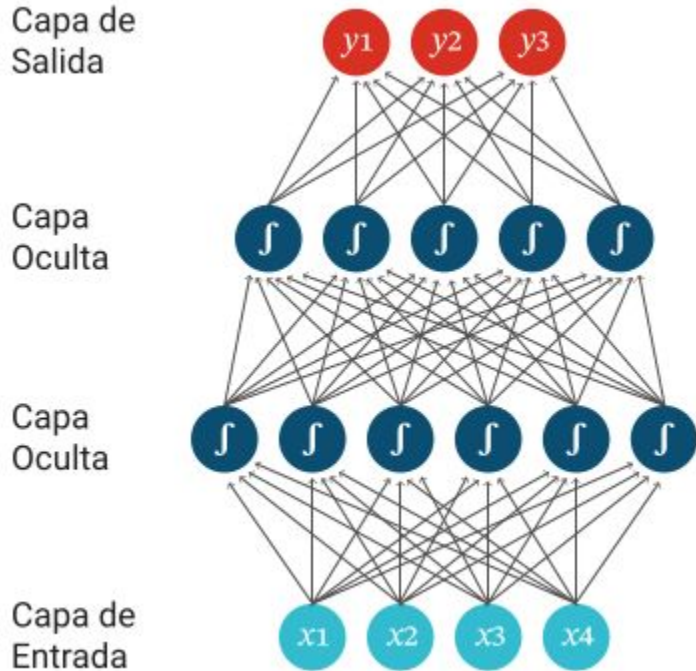 Capa de
Salida
y1 y2 y3
Capa
Oculta
∫ ∫ ∫ ∫ ∫
Capa
Oculta
∫ ∫ ∫ ∫ ∫ ∫
Capa de
Entrada
x1 x2 x3 x4